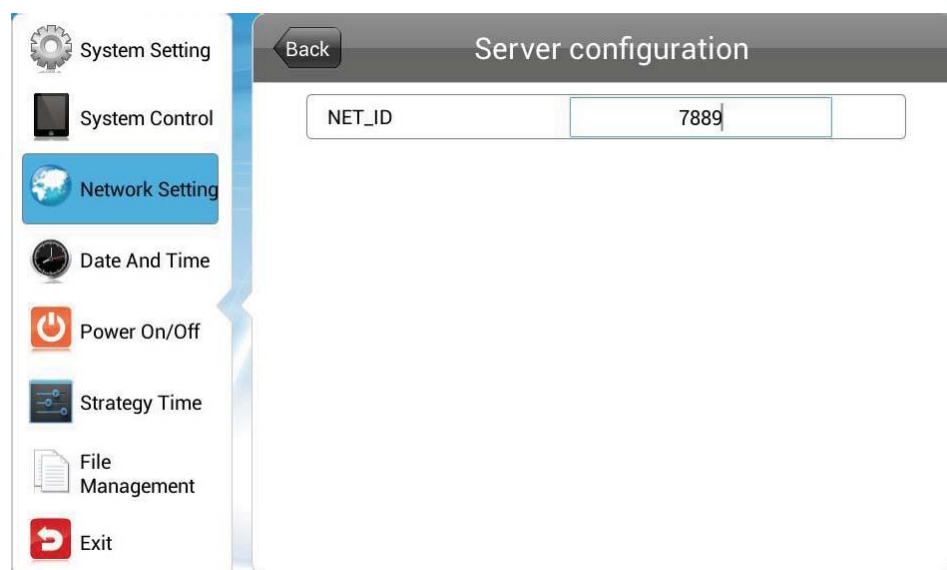 System Setting
System Control
Network Setting
Date And Time
Power On/Off
Strategy Time
File
Management
Exit
Back
Server configuration
NET_ID
7889